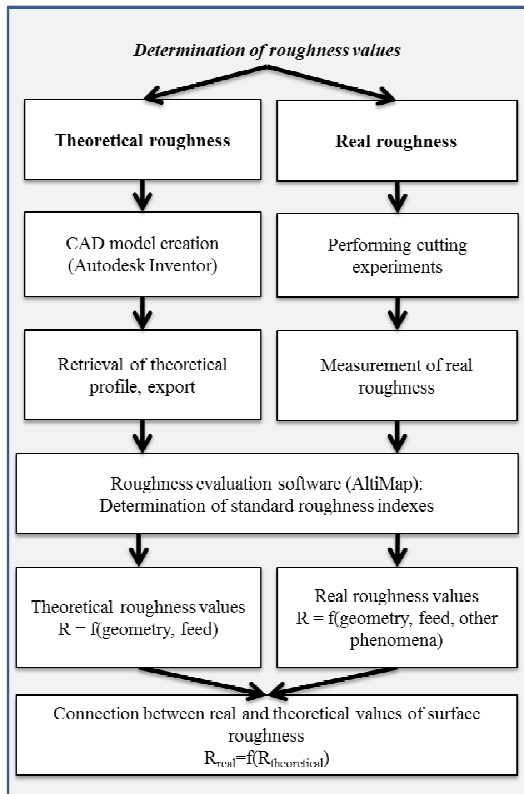 Determination of roughness values
Theoretical roughness
Real roughness
CAD model creation
(Autodesk Inventor)
Performing cutting
experiments
Retrieval of theoretical
profile, export
Measurement of real
roughness
Roughness evaluation software (AltiMap):
Determination of standard roughness indexes
Theoretical roughness values
R = f(geometry, feed)
Real roughness values
R = f(geometry, feed, other
phenomena)
Connection between real and theoretical values of surface
roughness
Rreal=f(Rtheoretical)